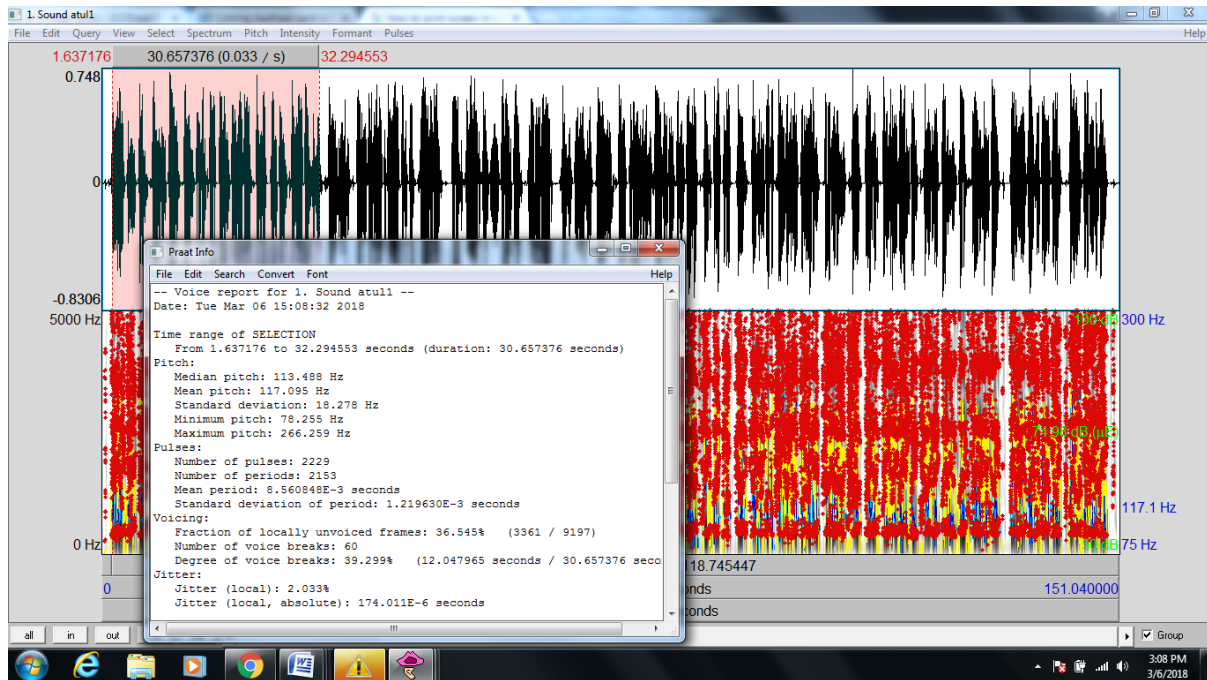 1. Sound atul1
File Edit Query View Select Spectrum Pitch Intensity Formant Pulses Help
1.637176 30.657376 (0.033 / s) 32.294553
0.748
0
-0.8306
5000 Hz 300 Hz
Praat Info
File Edit Search Convert Font Help
-- Voice report for 1. Sound atul1 --
Date: Tue Mar 06 15:08:32 2018
Time range of SELECTION
From 1.637176 to 32.294553 seconds (duration: 30.657376 seconds)
Pitch:
Median pitch: 113.488 Hz
Mean pitch: 117.095 Hz
Standard deviation: 18.278 Hz
Minimum pitch: 78.255 Hz
Maximum pitch: 266.259 Hz
Pulses:
Number of pulses: 2229
Number of periods: 2153
Mean period: 8.560848E-3 seconds
Standard deviation of period: 1.219630E-3 seconds
Voicing:
Fraction of locally unvoiced frames: 36.545% (3361 / 9197)
Number of voice breaks: 60
Degree of voice breaks: 39.299% (12.047965 seconds / 30.657376 seco
Jitter:
Jitter (local): 2.033%
Jitter (local, absolute): 174.011E-6 seconds
117.1 Hz
0 Hz 75 Hz
118.745447
0 onds 151.040000
conds
all in out Group
3:08 PM
3/6/2018